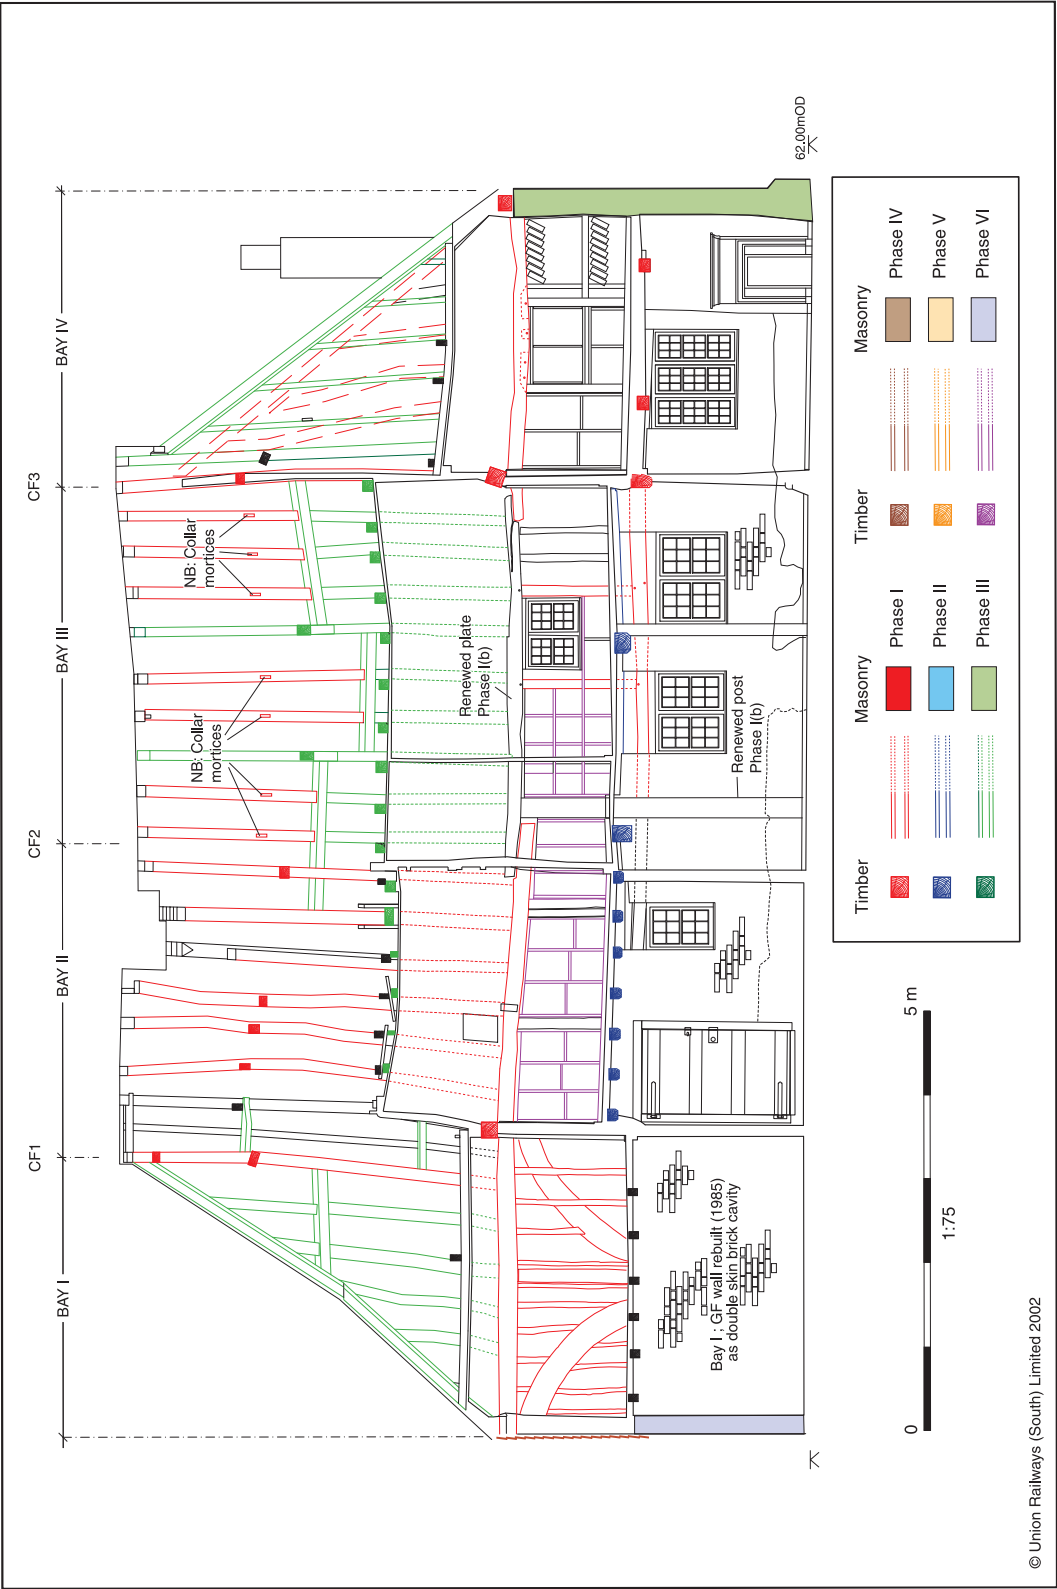 BAY I
BAY II
BAY III
BAY IV
CF1
CF2
CF3
NB: Collar
mortices
NB: Collar
mortices
Renewed plate
Phase I(b)
Renewed post
Phase I(b)
Bay I ; GF wall rebuilt (1985)
as double skin brick cavity
62.00mOD
0
5 m
1:75
Timber
Masonry
Timber
Masonry
Phase I
Phase IV
Phase II
Phase V
Phase III
Phase VI
© Union Railways (South) Limited 2002